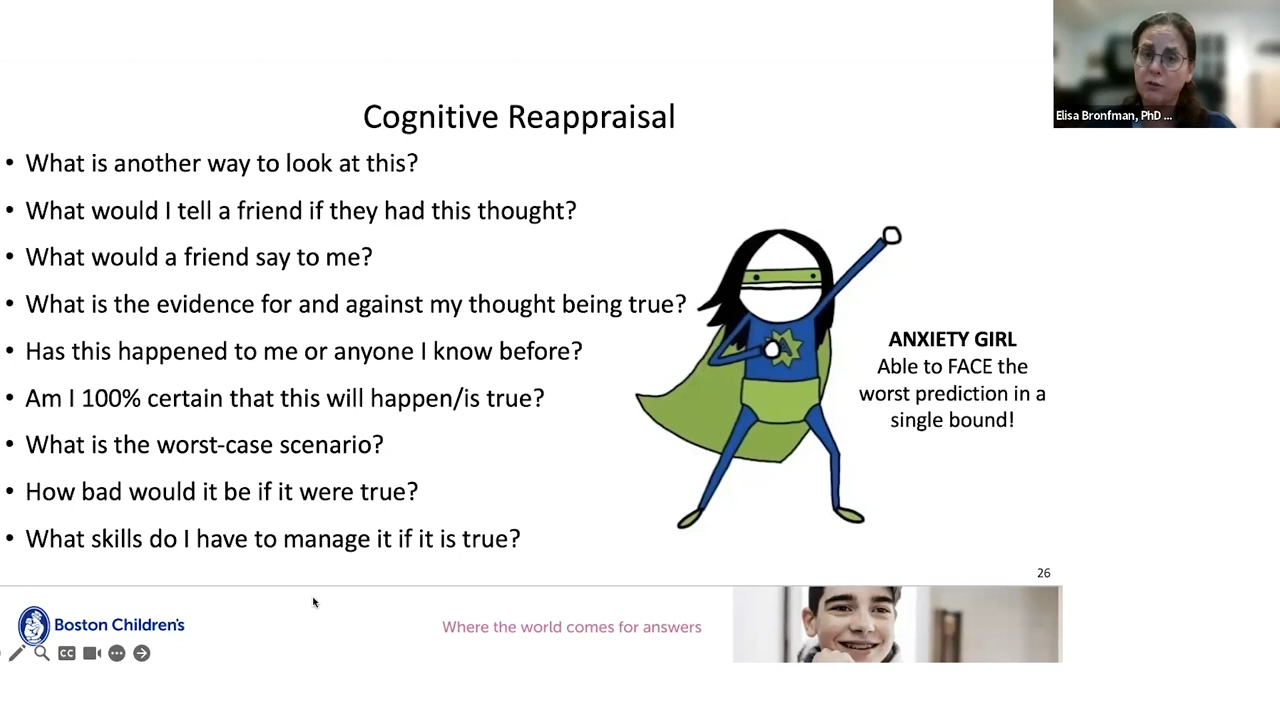 Elisa Bronfman, PhD ...
Cognitive Reappraisal
• What is another way to look at this?
• What would I tell a friend if they had this thought?
• What would a friend say to me?
• What is the evidence for and against my thought being true?
• Has this happened to me or anyone I know before?
• Am I 100% certain that this will happen/is true?
• What is the worst-case scenario?
• How bad would it be if it were true?
• What skills do I have to manage it if it is true?
ANXIETY GIRL
Able to FACE the
worst prediction in a
single bound!
26
Boston Children's
Where the world comes for answers
CC